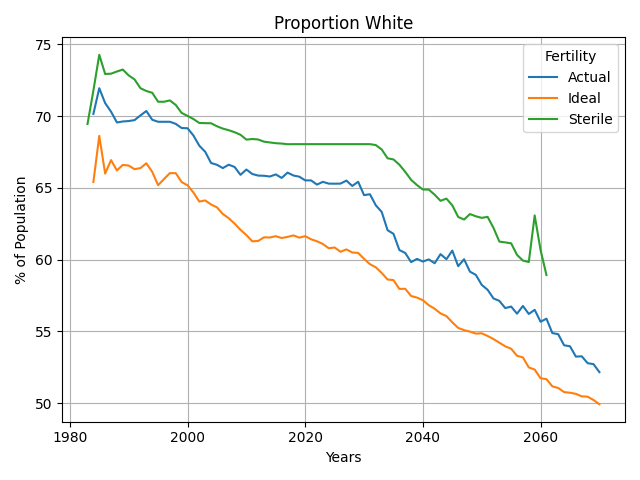 Proportion White
% of Population
75
70
65
60
55
50
1980
2000
2020
2040
2060
Years
Fertility
Actual
Ideal
Sterile